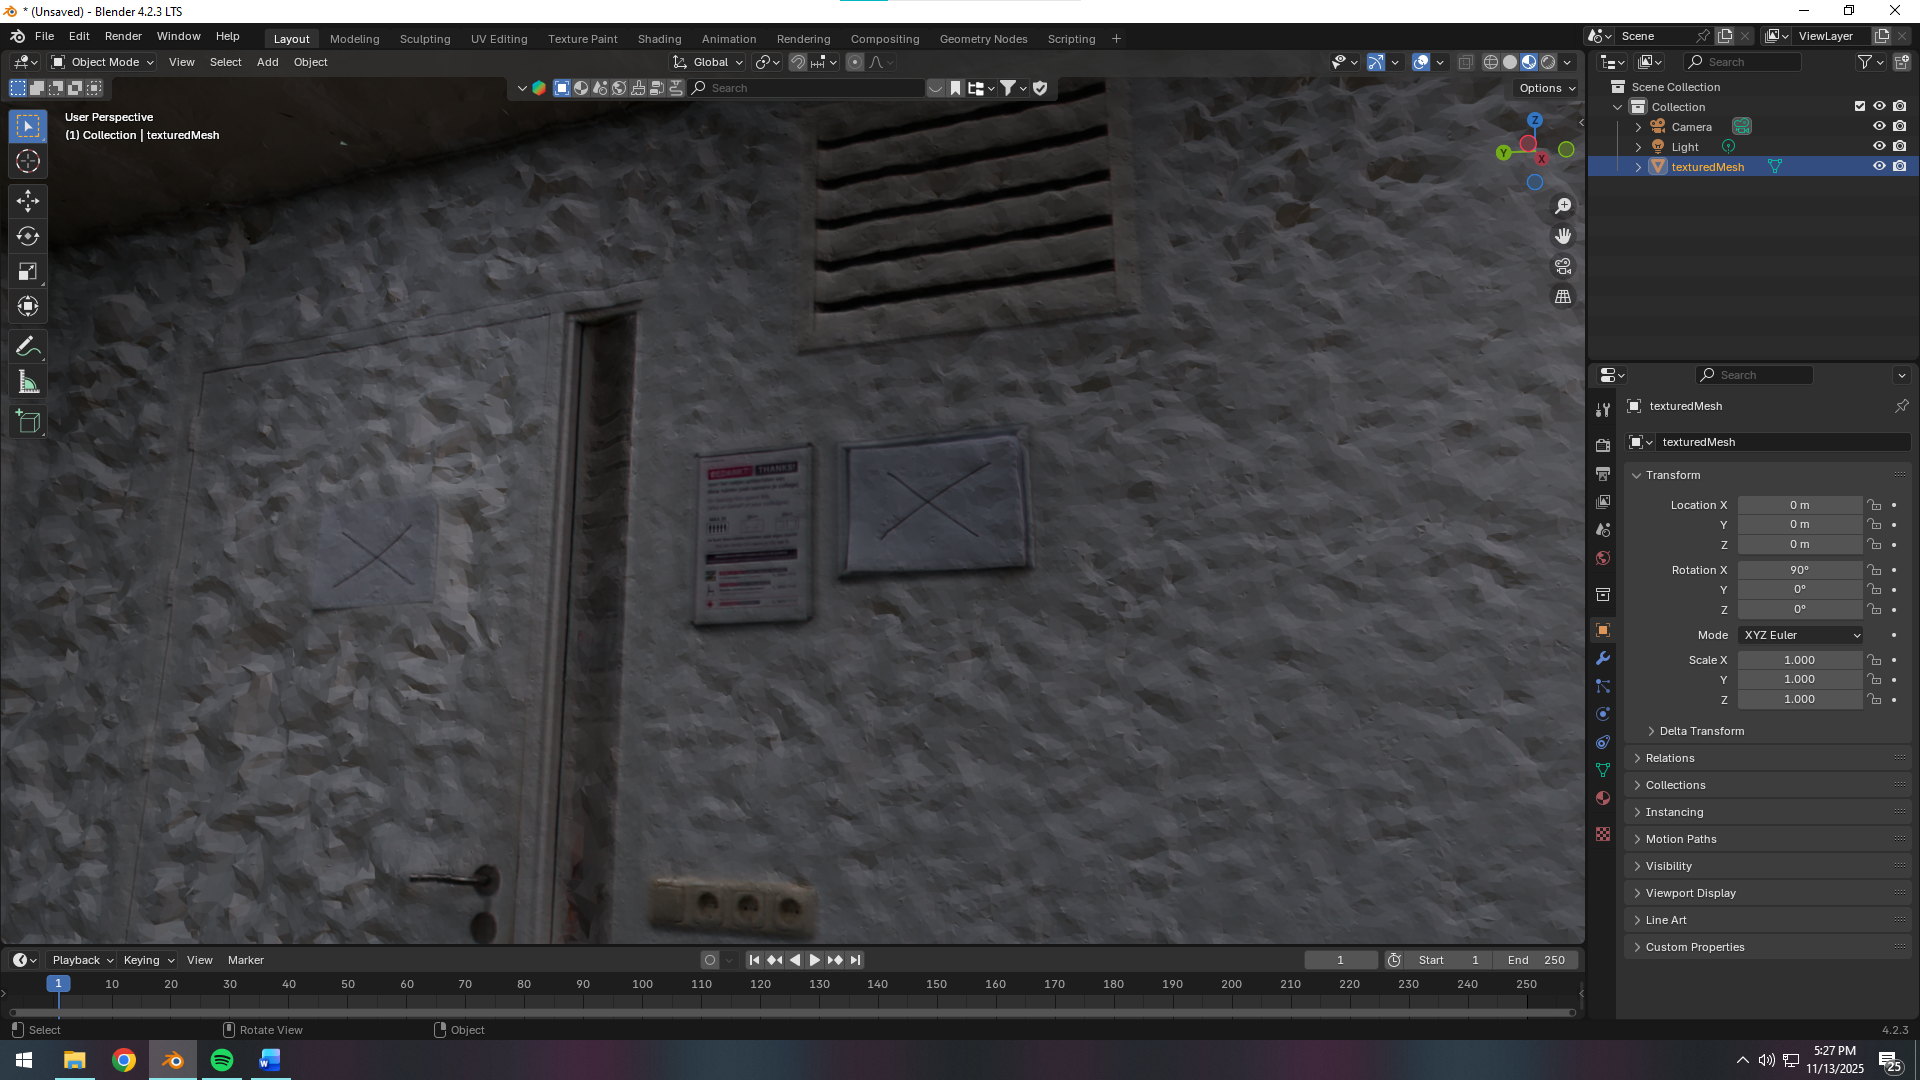 * (Unsaved) - Blender 4.2.3 LTS
File Edit Render Window Help Layout Modeling Sculpting UV Editing Texture Paint Shading Animation Rendering Compositing Geometry Nodes Scripting + Scene ViewLayer
Object Mode View Select Add Object Global Search
Search Options
User Perspective
(1) Collection | texturedMesh
Z
Y
X
THANKS!
Scene Collection
Collection
Camera
Light
texturedMesh
Search
texturedMesh
texturedMesh
Transform
Location X 0 m
Y 0 m
Z 0 m
Rotation X 90°
Y 0°
Z 0°
Mode XYZ Euler
Scale X 1.000
Y 1.000
Z 1.000
Delta Transform
Relations
Collections
Instancing
Motion Paths
Visibility
Viewport Display
Line Art
Custom Properties
Playback Keying View Marker 1 Start 1 End 250
1 10 20 30 40 50 60 70 80 90 100 110 120 130 140 150 160 170 180 190 200 210 220 230 240 250
Select Rotate View Object 4.2.3
5:27 PM
11/13/2025
25